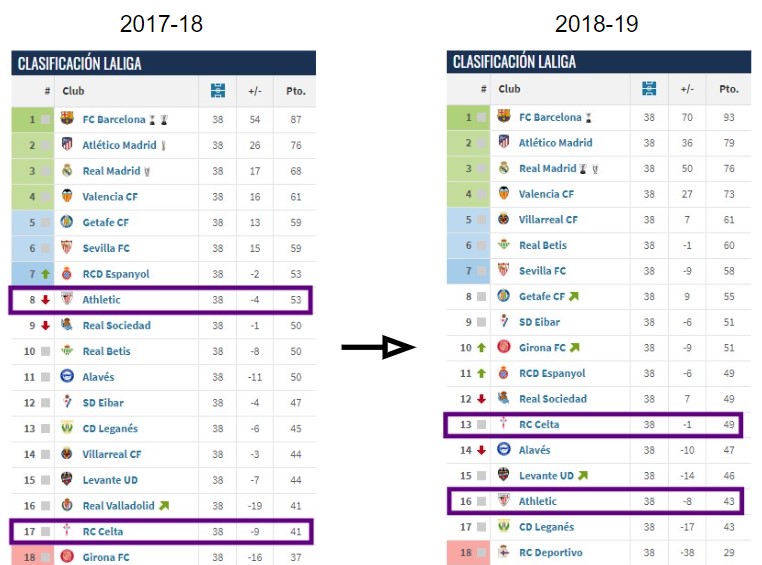 2017-18
CLASIFICACIÓN LALIGA
# Club +/- Pto.
1 FC Barcelona 38 54 87
2 Atlético Madrid 38 26 76
3 Real Madrid 38 17 68
4 Valencia CF 38 16 61
5 Getafe CF 38 13 59
6 Sevilla FC 38 15 59
7 RCD Espanyol 38 -2 53
8 Athletic 38 -4 53
9 Real Sociedad 38 -1 50
10 Real Betis 38 -8 50
11 Alavés 38 -11 50
12 SD Eibar 38 -4 47
13 CD Leganés 38 -6 45
14 Villarreal CF 38 -3 44
15 Levante UD 38 -7 44
16 Real Valladolid 38 -19 41
17 RC Celta 38 -9 41
18 Girona FC 38 -16 37
2018-19
CLASIFICACIÓN LALIGA
# Club +/- Pto.
1 FC Barcelona 38 70 93
2 Atlético Madrid 38 36 79
3 Real Madrid 38 50 76
4 Valencia CF 38 27 73
5 Villarreal CF 38 7 61
6 Real Betis 38 -1 60
7 Sevilla FC 38 -9 58
8 Getafe CF 38 9 55
9 SD Eibar 38 -6 51
10 Girona FC 38 -9 51
11 RCD Espanyol 38 -6 49
12 Real Sociedad 38 7 49
13 RC Celta 38 -1 49
14 Alavés 38 -10 47
15 Levante UD 38 -14 46
16 Athletic 38 -8 43
17 CD Leganés 38 -17 43
18 RC Deportivo 38 -38 29